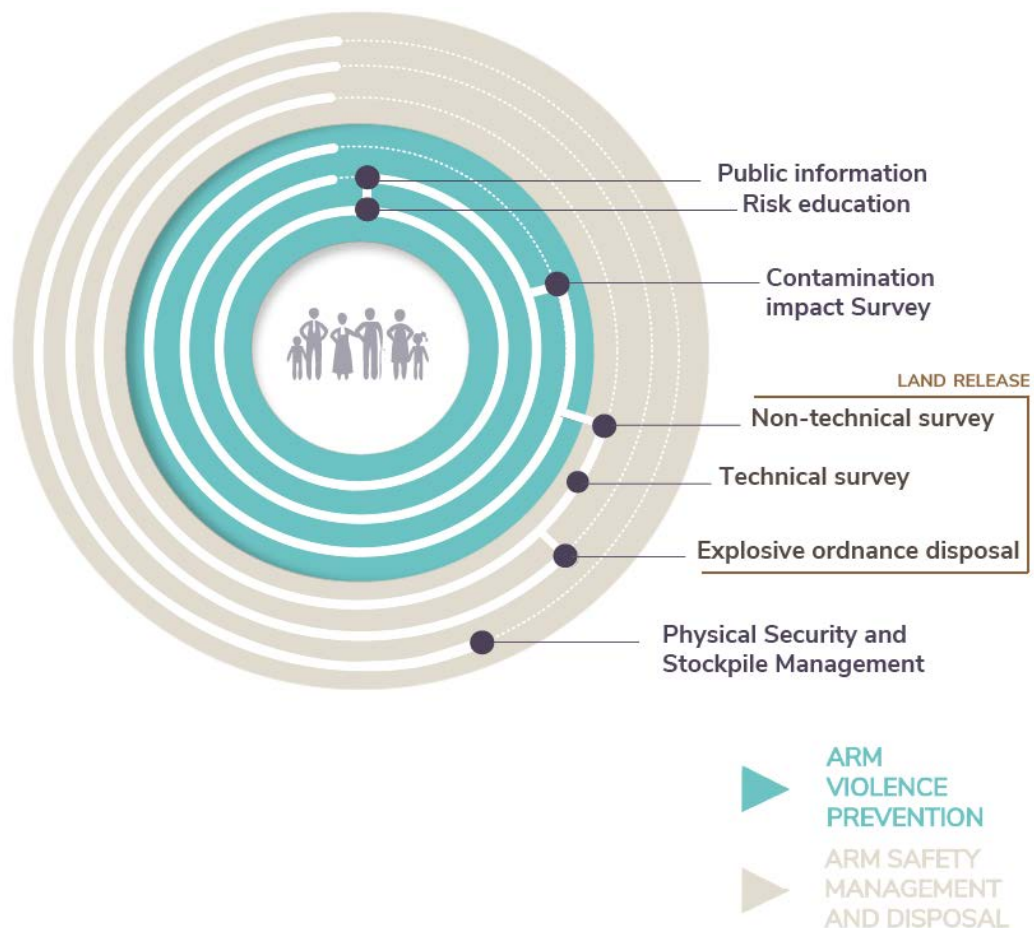 Public information
Risk education
Contamination
impact Survey
LAND RELEASE
Non-technical survey
Technical survey
Explosive ordnance disposal
Physical Security and
Stockpile Management
ARM
VIOLENCE
PREVENTION
ARM SAFETY
MANAGEMENT
AND DISPOSAL